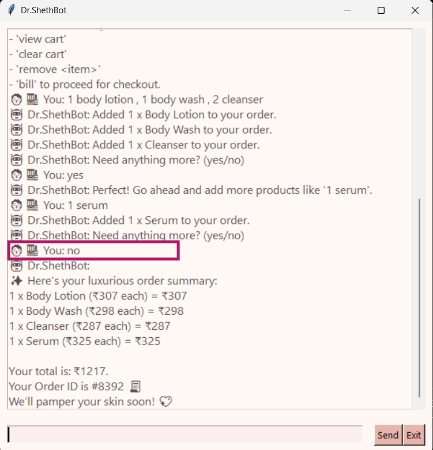 Dr.ShethBot
- 'view cart'
- 'clear cart'
- 'remove <item>'
- 'bill' to proceed for checkout.
You: 1 body lotion , 1 body wash , 2 cleanser
Dr.ShethBot: Added 1 x Body Lotion to your order.
Dr.ShethBot: Added 1 x Body Wash to your order.
Dr.ShethBot: Added 1 x Cleanser to your order.
Dr.ShethBot: Need anything more? (yes/no)
You: yes
Dr.ShethBot: Perfect! Go ahead and add more products like '1 serum'.
You: 1 serum
Dr.ShethBot: Added 1 x Serum to your order.
Dr.ShethBot: Need anything more? (yes/no)
You: no
Dr.ShethBot:
✨ Here's your luxurious order summary:
1 x Body Lotion (₹307 each) = ₹307
1 x Body Wash (₹298 each) = ₹298
1 x Cleanser (₹287 each) = ₹287
1 x Serum (₹325 each) = ₹325
Your total is: ₹1217.
Your Order ID is #8392
We'll pamper your skin soon!
Send Exit